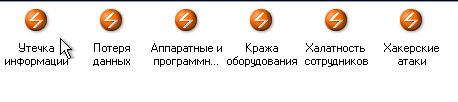 Утечка Потеря Аппаратные и Кража Халатность Хакерские
информации данных программн... оборудования сотрудников атаки